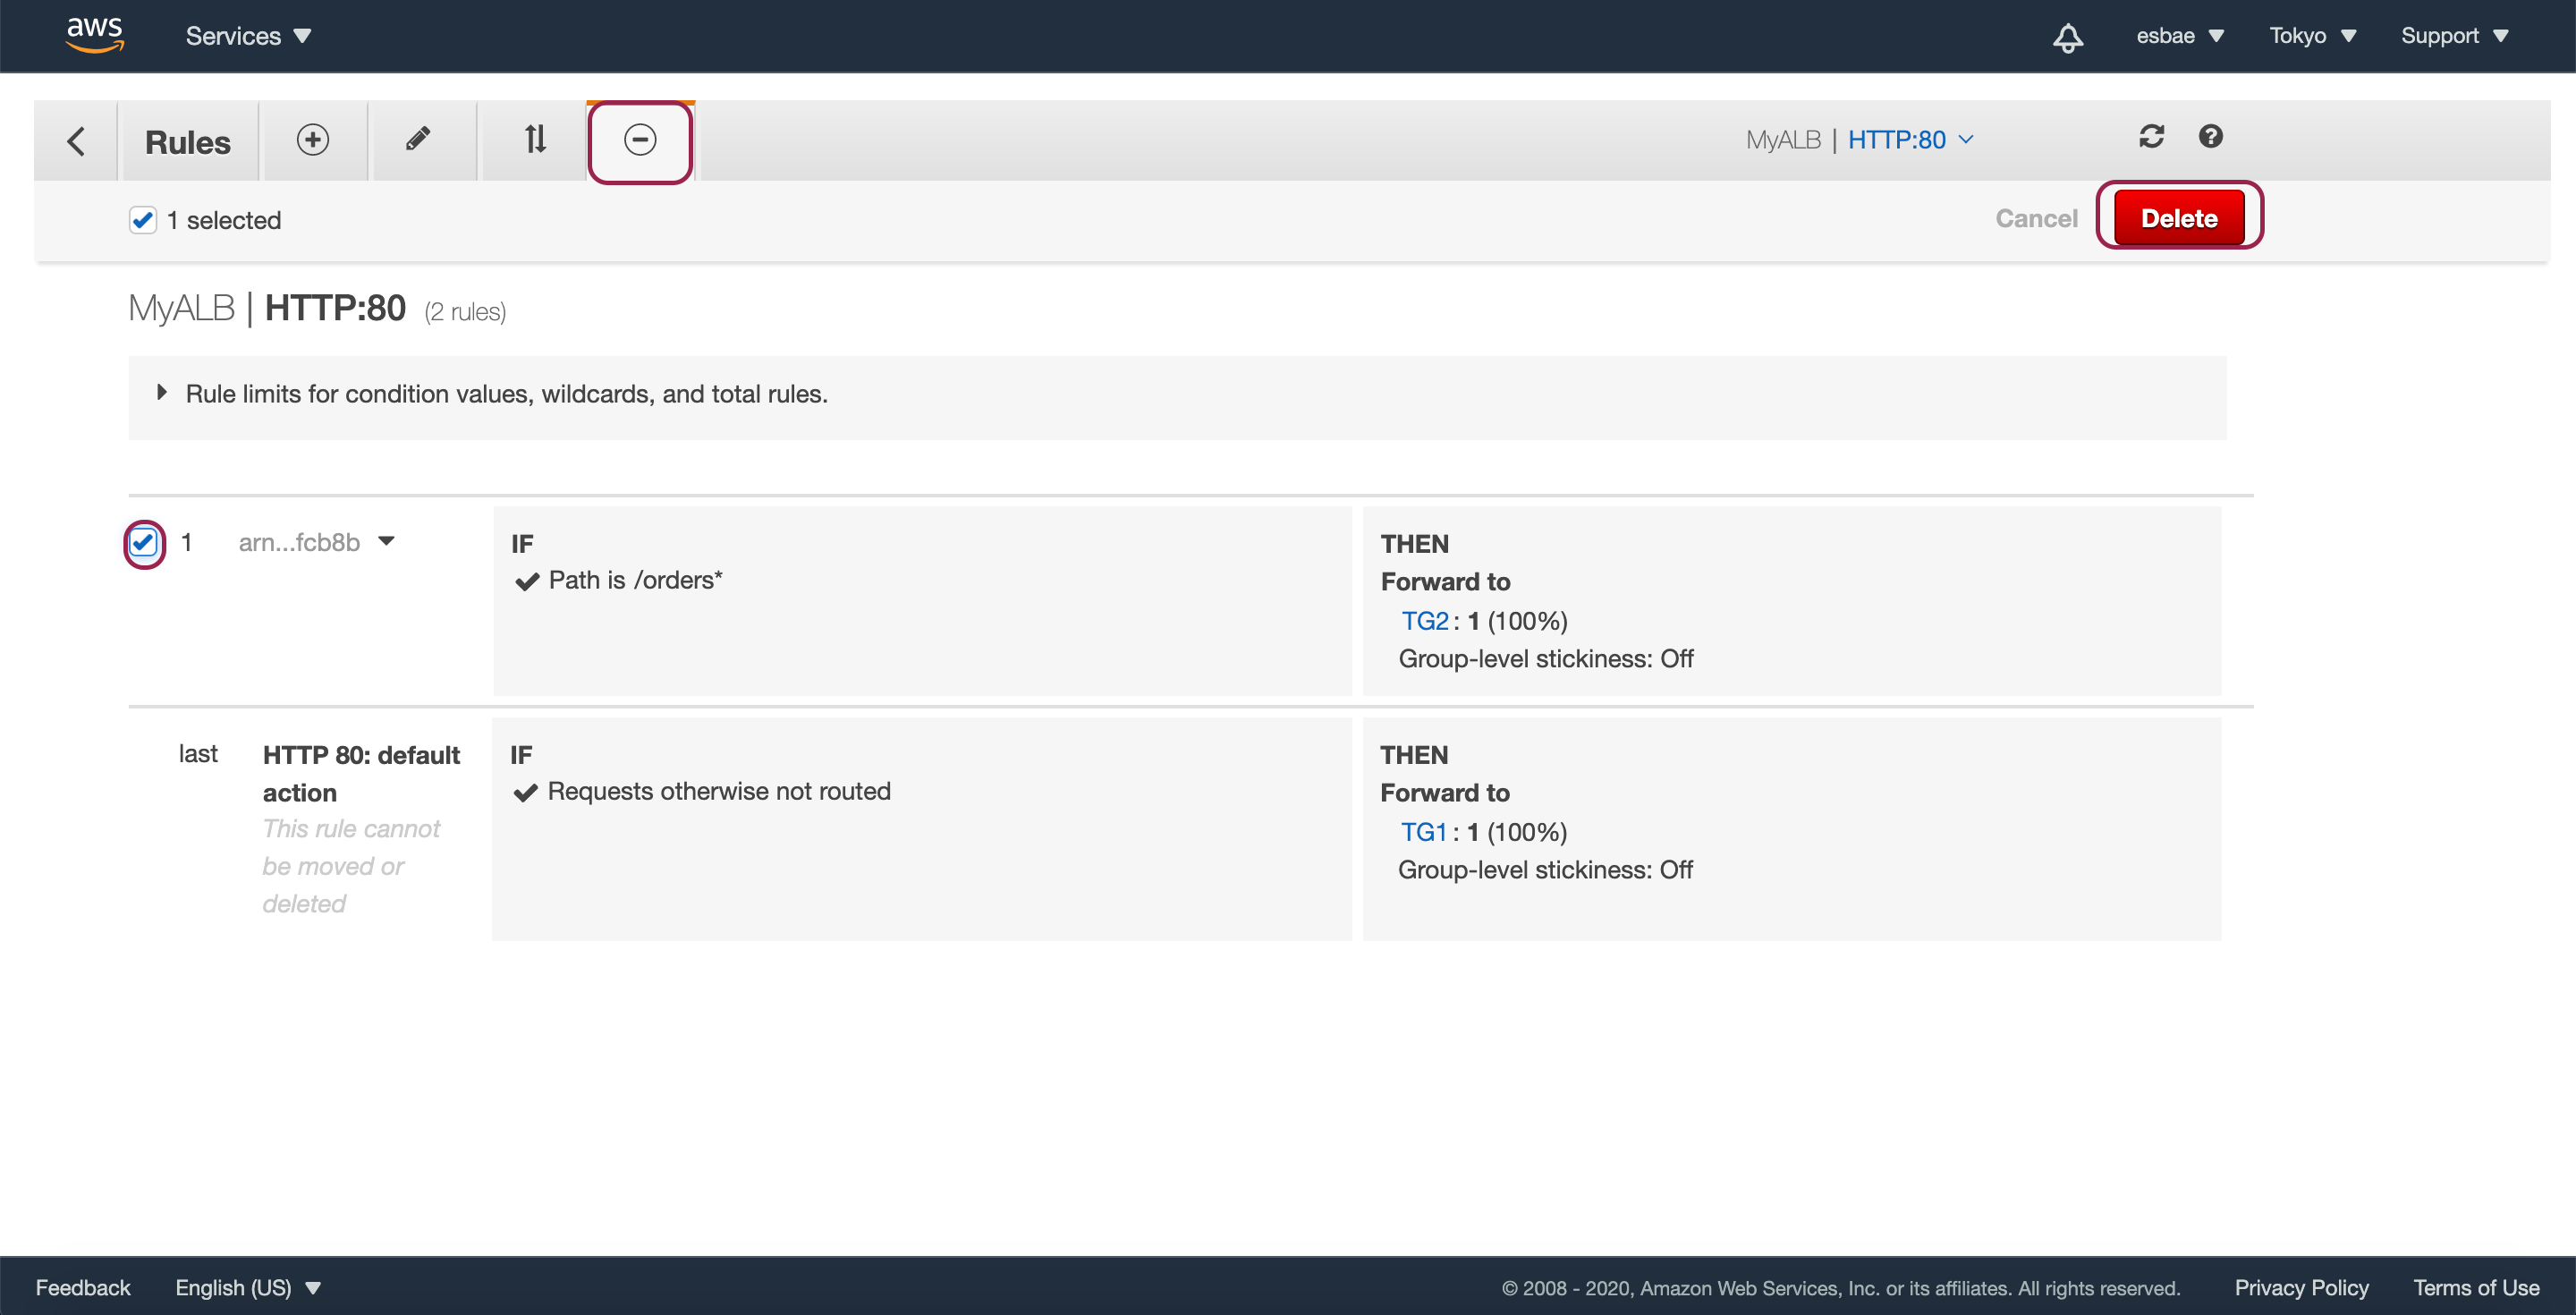 aws Services esbae Tokyo Support
Rules MyALB | HTTP:80
1 selected Cancel Delete
MyALB | HTTP:80 (2 rules)
Rule limits for condition values, wildcards, and total rules.
1 arn...fcb8b
IF
Path is /orders*
THEN
Forward to
TG2: 1 (100%)
Group-level stickiness: Off
last
HTTP 80: default
action
This rule cannot
be moved or
deleted
IF
Requests otherwise not routed
THEN
Forward to
TG1: 1 (100%)
Group-level stickiness: Off
Feedback English (US) © 2008 - 2020, Amazon Web Services, Inc. or its affiliates. All rights reserved. Privacy Policy Terms of Use